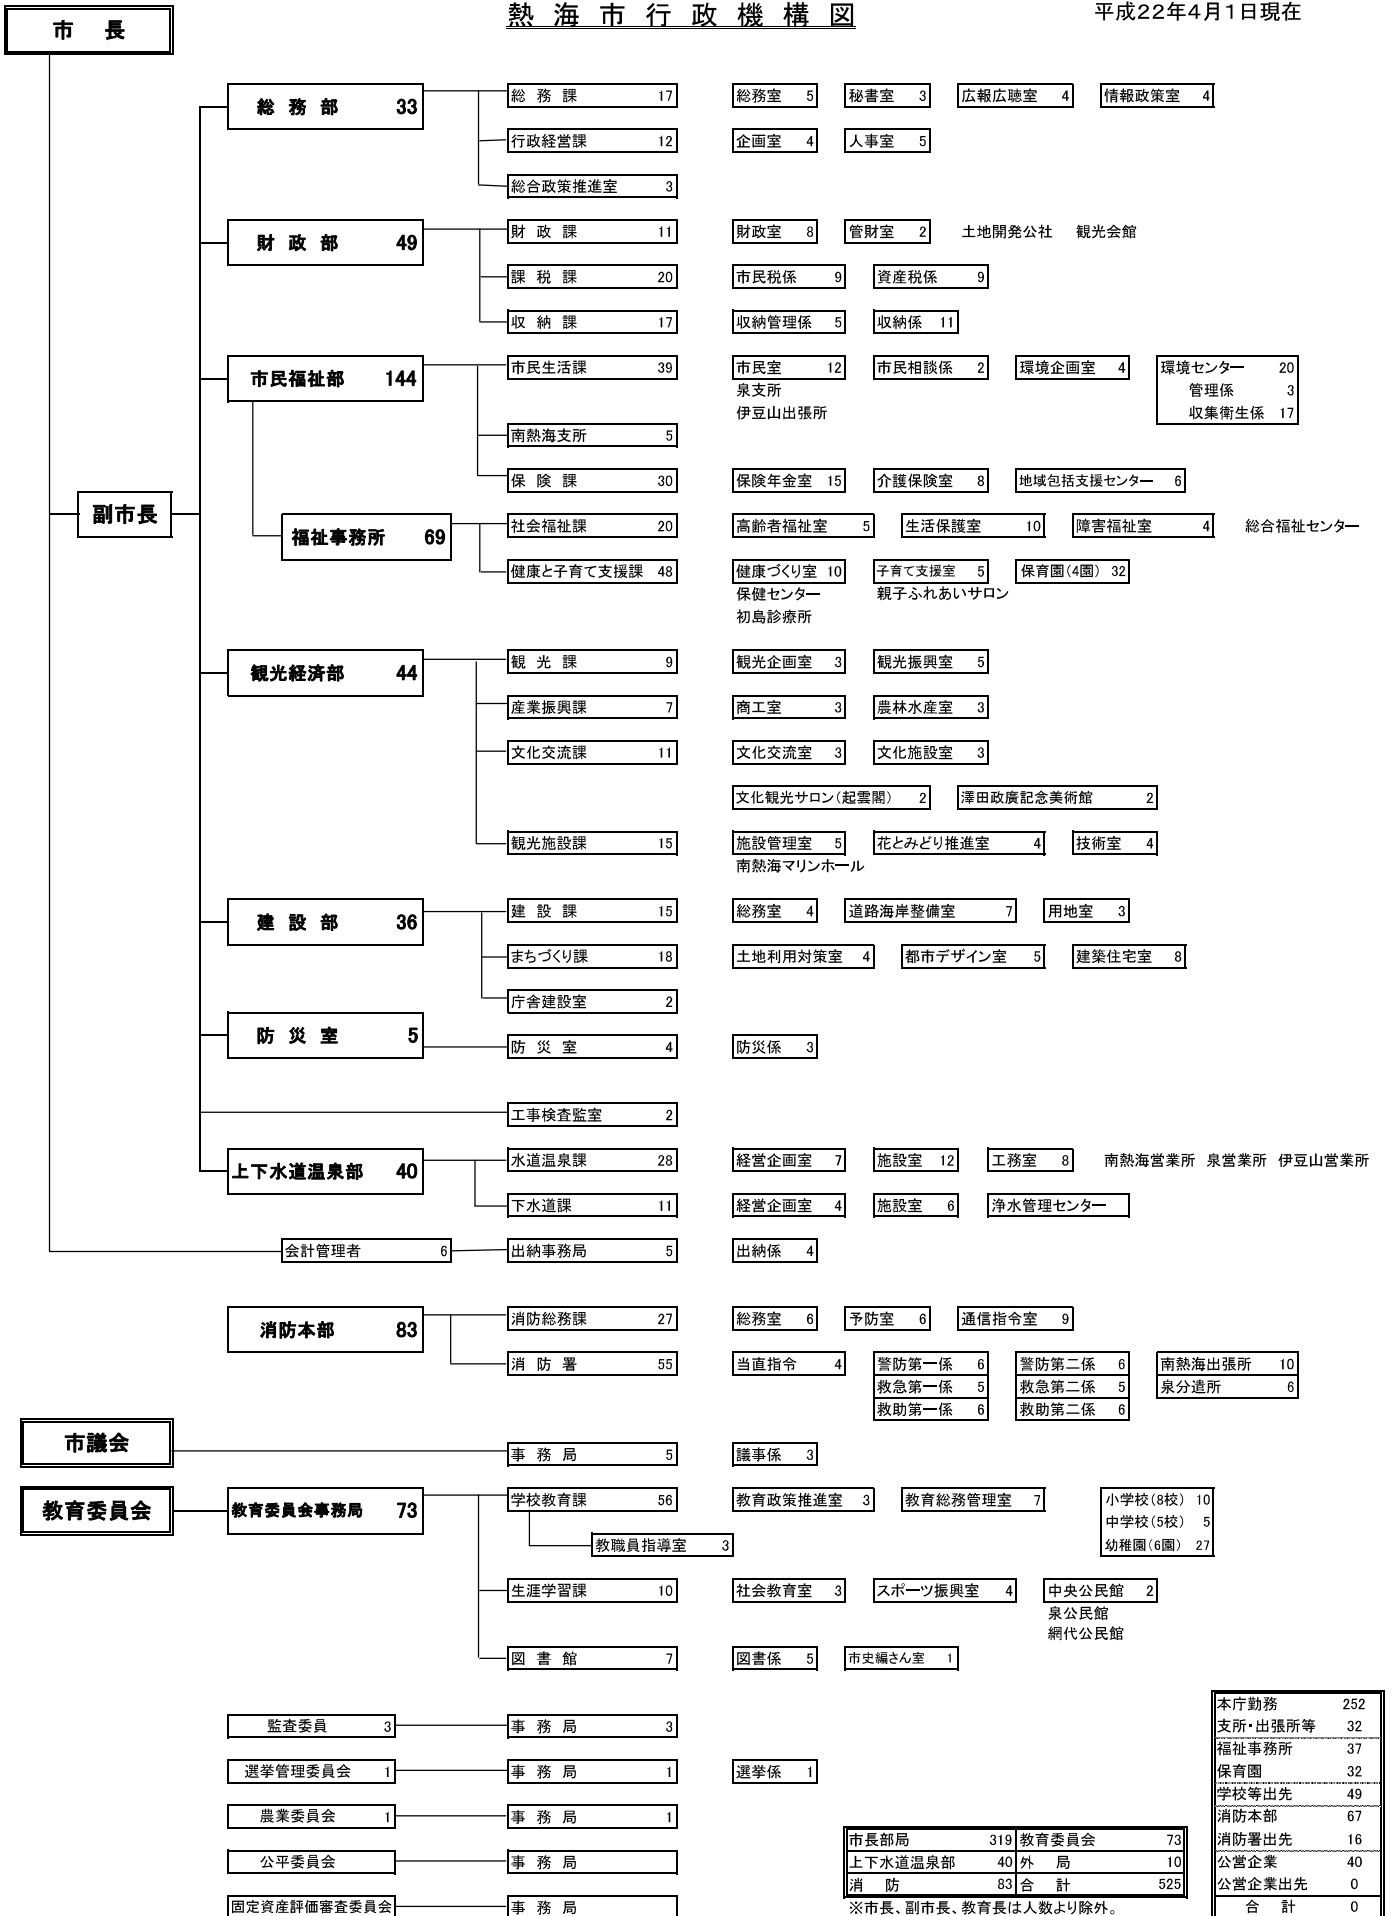 熱海市行政機構図
平成22年4月1日現在
市 長
総務部 33 総務課 17 総務室 5 秘書室 3 広報広聴室 4 情報政策室 4
行政経営課 12 企画室 4 人事室 5
総合政策推進室 3
財政部 49 財政課 11 財政室 8 管財室 2 土地開発公社 観光会館
課税課 20 市民税係 9 資産税係 9
収納課 17 収納管理係 5 収納係 11
市民福祉部 144 市民生活課 39 市民室 12 市民相談係 2 環境企画室 4 環境センター 20
泉支所 管理係 3
伊豆山出張所 収集衛生係 17
南熱海支所 5
保険課 30 保険年金室 15 介護保険室 8 地域包括支援センター 6
副市長
福祉事務所 69 社会福祉課 20 高齢者福祉室 5 生活保護室 10 障害福祉室 4 総合福祉センター
健康と子育て支援課 48 健康づくり室 10 子育て支援室 5 保育園(4園) 32
保健センター 親子ふれあいサロン
初島診療所
観光経済部 44 観光課 9 観光企画室 3 観光振興室 5
産業振興課 7 商工室 3 農林水産室 3
文化交流課 11 文化交流室 3 文化施設室 3
文化観光サロン(起雲閣) 2 澤田政廣記念美術館 2
観光施設課 15 施設管理室 5 花とみどり推進室 4 技術室 4
南熱海マリンホール
建設部 36 建設課 15 総務室 4 道路海岸整備室 7 用地室 3
まちづくり課 18 土地利用対策室 4 都市デザイン室 5 建築住宅室 8
庁舎建設室 2
防災室 5 防災室 4 防災係 3
工事検査監室 2
上下水道温泉部 40 水道温泉課 28 経営企画室 7 施設室 12 工務室 8 南熱海営業所 泉営業所 伊豆山営業所
下水道課 11 経営企画室 4 施設室 6 浄水管理センター
会計管理者 6 出納事務局 5 出納係 4
消防本部 83 消防総務課 27 総務室 6 予防室 6 通信指令室 9
消防署 55 当直指令 4 警防第一係 6 警防第二係 6 南熱海出張所 10
救急第一係 5 救急第二係 5 泉分遣所 6
救助第一係 6 救助第二係 6
市議会 事務局 5 議事係 3
教育委員会 教育委員会事務局 73 学校教育課 56 教育政策推進室 3 教育総務管理室 7 小学校(8校) 10
中学校(5校) 5
教職員指導室 3 幼稚園(6園) 27
生涯学習課 10 社会教育室 3 スポーツ振興室 4 中央公民館 2
泉公民館
網代公民館
図書館 7 図書係 5 市史編さん室 1
監査委員 3 事務局 3
選挙管理委員会 1 事務局 1 選挙係 1
農業委員会 1 事務局 1
公平委員会 事務局
固定資産評価審査委員会 事務局
市長部局 319 教育委員会 73
上下水道温泉部 40 外局 10
消防 83 合計 525
※市長、副市長、教育長は人数より除外。
本庁勤務 252
支所・出張所等 32
福祉事務所 37
保育園 32
学校等出先 49
消防本部 67
消防署出先 16
公営企業 40
公営企業出先 0
合計 0